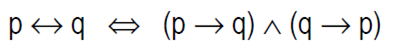 p ↔ q ⇔ (p → q) ∧ (q → p)